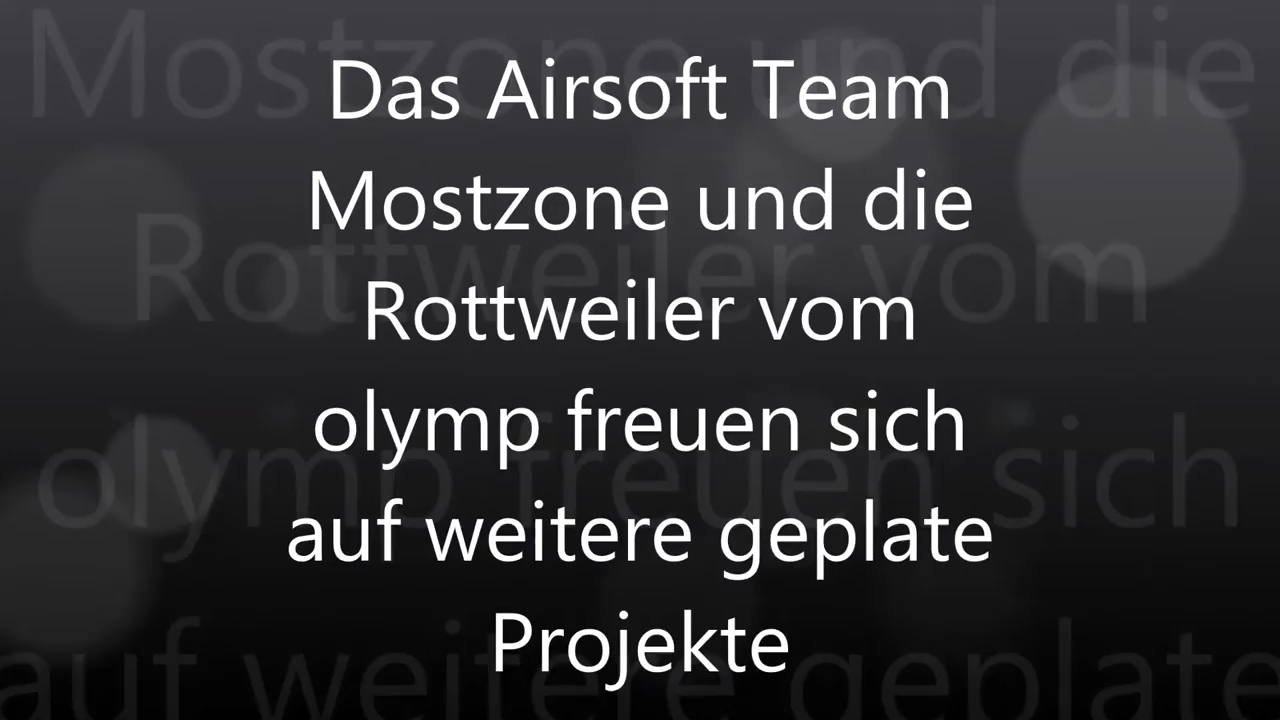 Das Airsoft Team
Mostzone und die
Rottweiler vom
olymp freuen sich
auf weitere geplate
Projekte